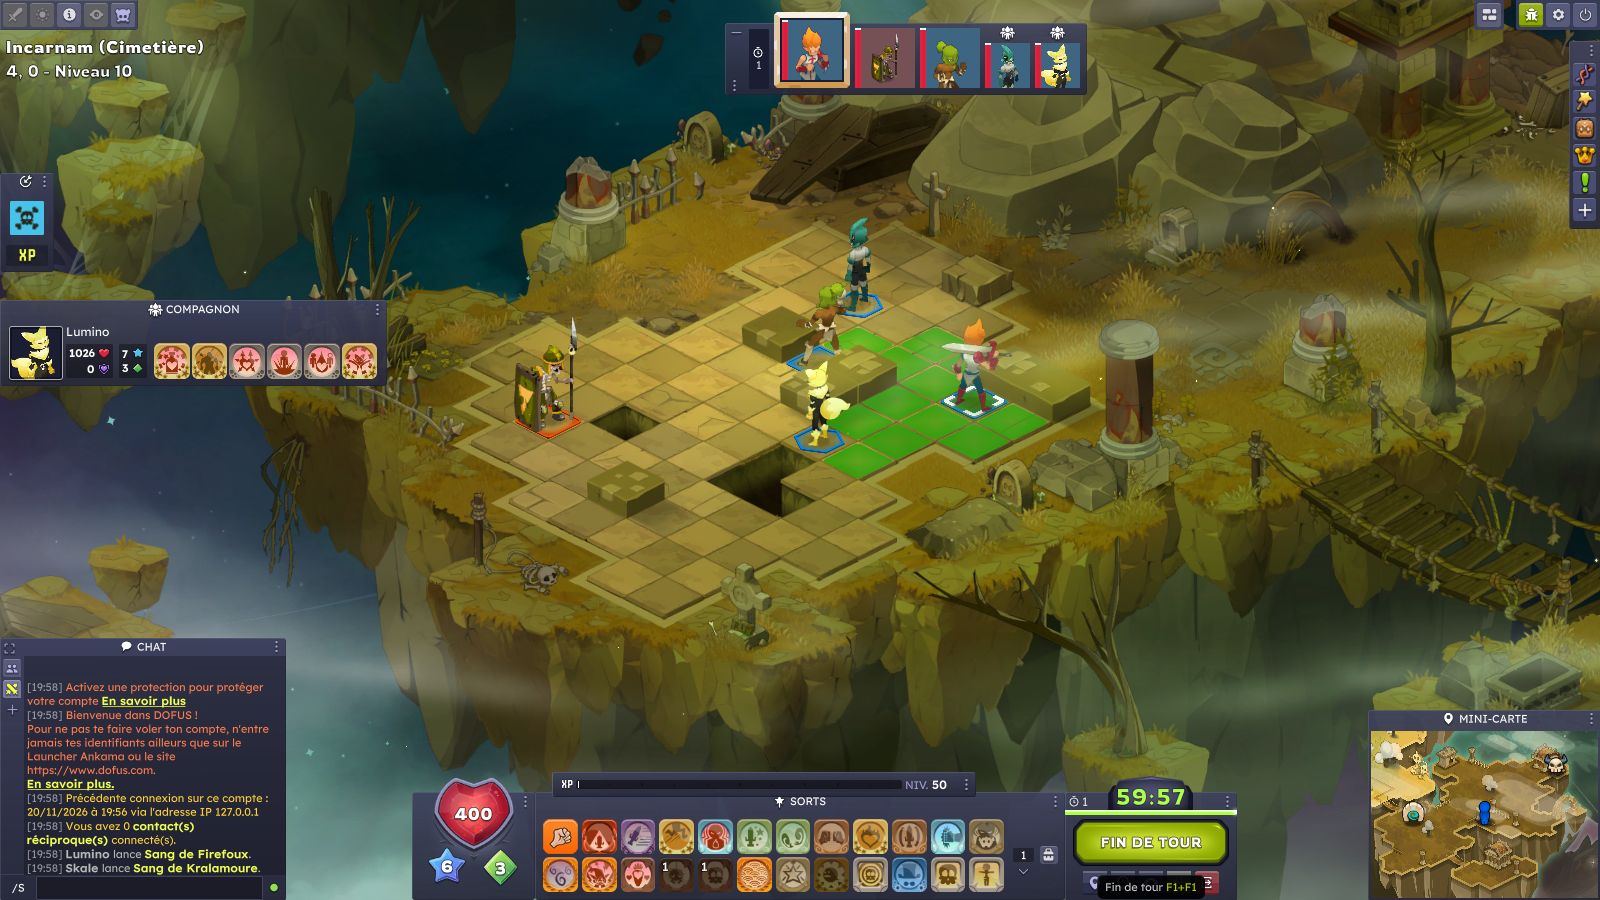 Incarnam (Cimetière)
4, 0 - Niveau 10
1
XP
COMPAGNON
Lumino
1026
7
0
3
CHAT
[19:58] Activez une protection pour protéger
votre compte En savoir plus
[19:58] Bienvenue dans DOFUS !
Pour ne pas te faire voler ton compte, n'entre
jamais tes identifiants ailleurs que sur le
Launcher Ankama ou le site
https://www.dofus.com.
En savoir plus.
[19:58] Précédente connexion sur ce compte :
20/11/2026 à 19:56 via l'adresse IP 127.0.0.1
[19:58] Vous avez 0 contact(s)
réciproque(s) connecté(s).
[19:58] Lumino lance Sang de Firefoux.
[19:58] Skale lance Sang de Kralamoure.
/S
400
6
3
XP
NIV. 50
SORTS
1
1
1
1
59:57
FIN DE TOUR
Fin de tour F1+F1
MINI-CARTE